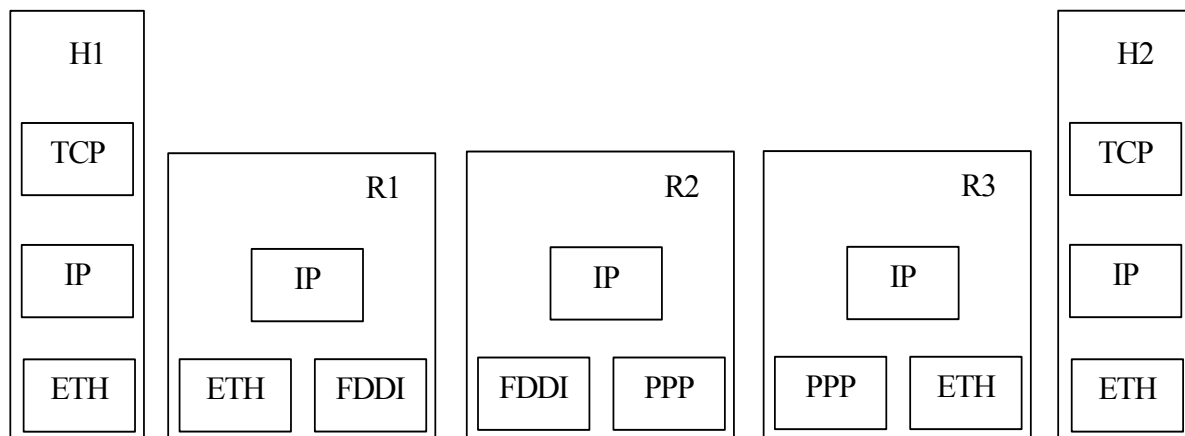 H1 H2
TCP TCP
R1 R2 R3
IP IP IP IP IP
ETH ETH FDDI FDDI PPP PPP ETH ETH